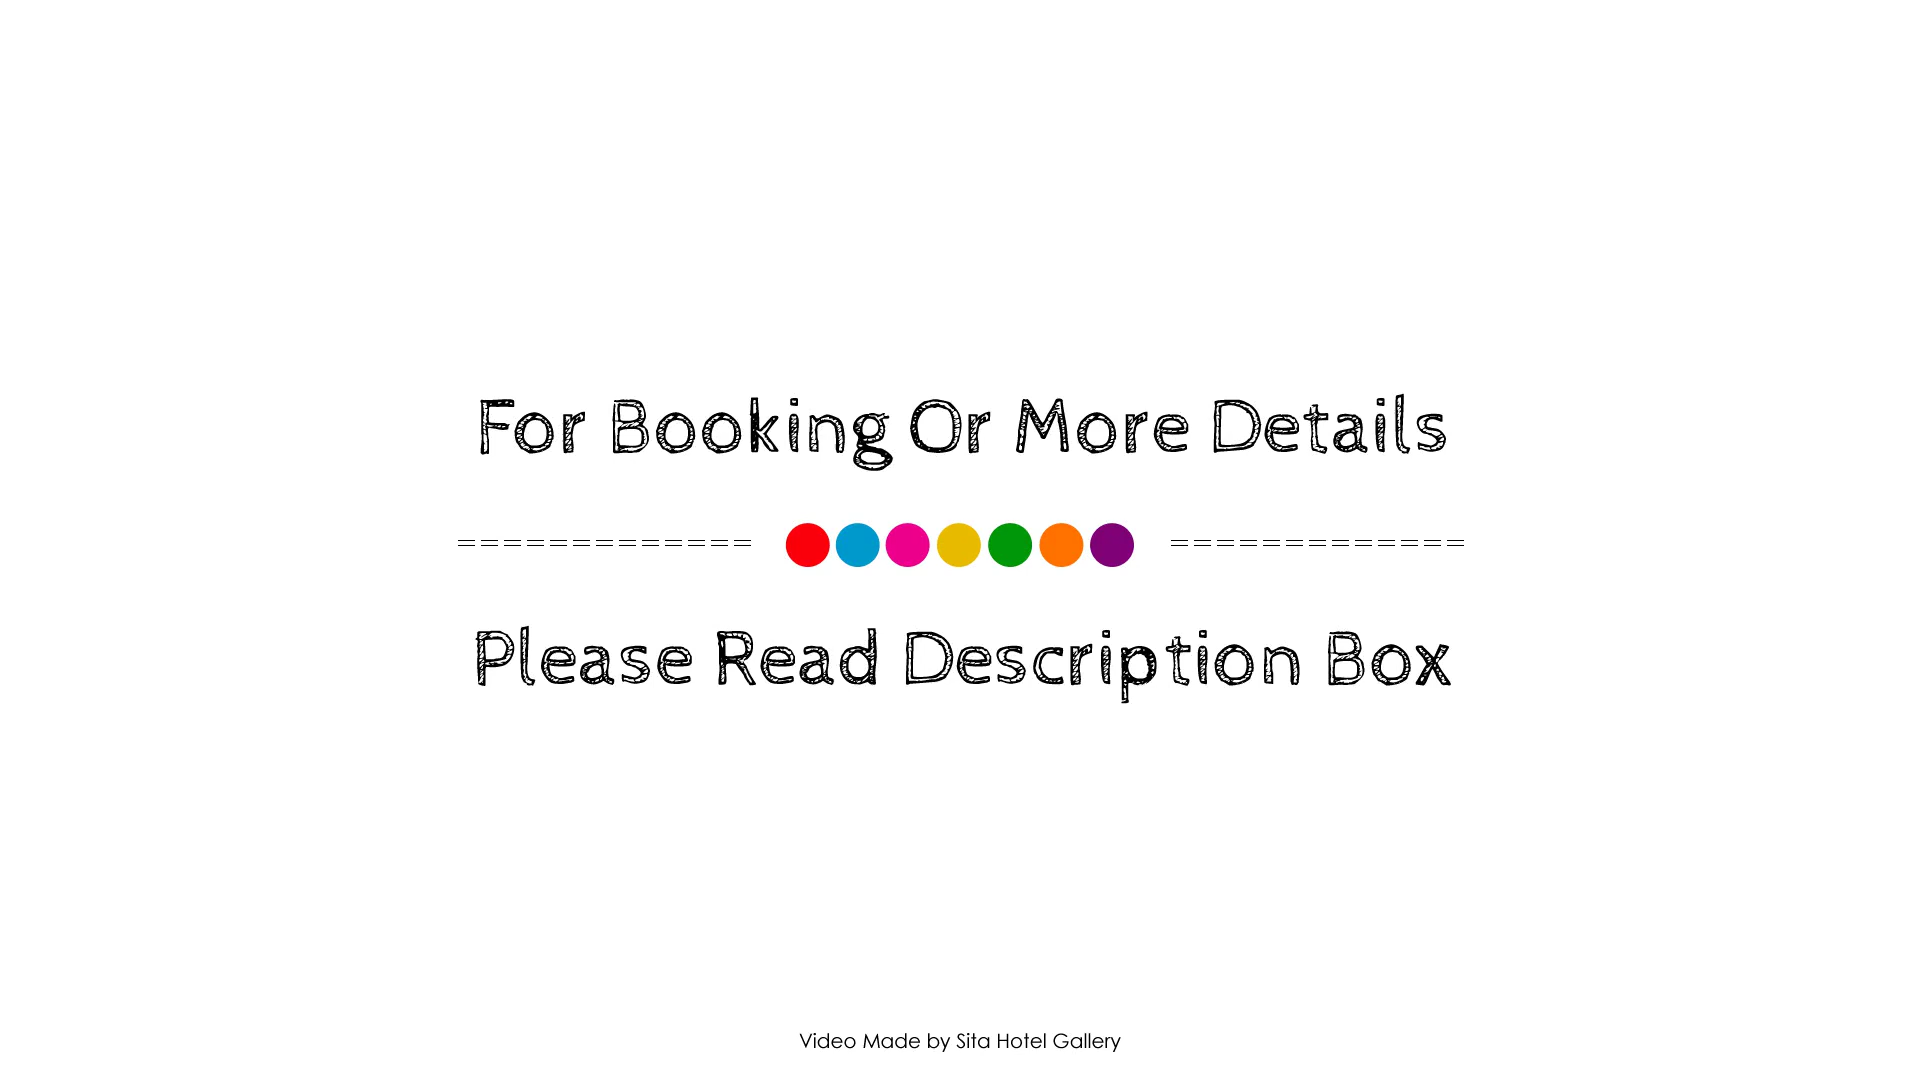 For Booking Or More Details
============= =============
Please Read Description Box
Video Made by Sita Hotel Gallery